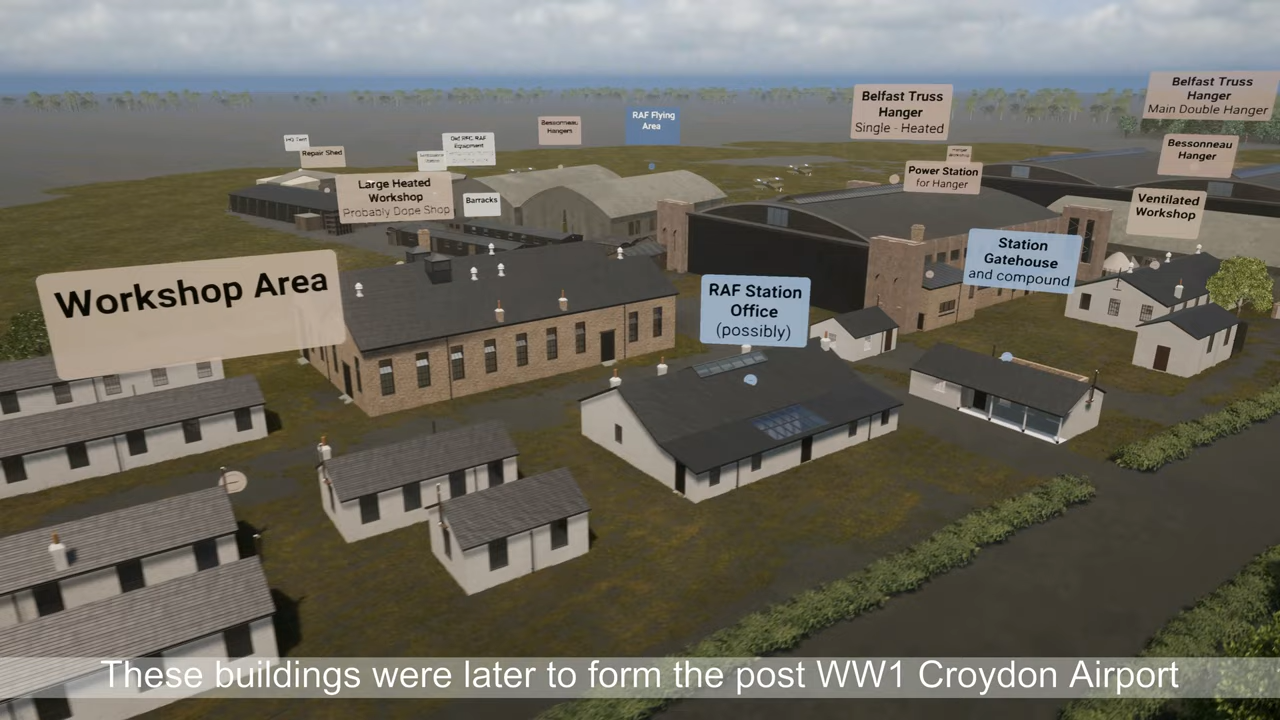 Belfast Truss
Hanger
Main Double Hanger
Belfast Truss
Hanger
Single - Heated
RAF Flying
Area
Bessonneau
Hangers
Repair Shed
Bessonneau
Hanger
Power Station
for Hanger
Large Heated
Workshop
Probably Dope Shop
Barracks
Ventilated
Workshop
Station
Gatehouse
and compound
Workshop Area
RAF Station
Office
(possibly)
These buildings were later to form the post WW1 Croydon Airport